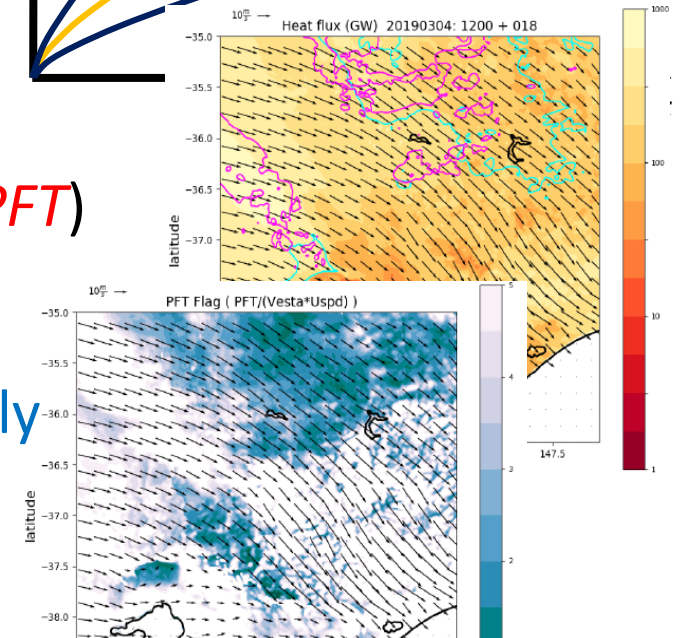 10 m/s
Heat flux (GW) 20190304: 1200 + 018
−35.0
−35.5
−36.0
−36.5
−37.0
latitude
147.5
1000
100
10
1
PFT)
ly
10 m/s
PFT Flag ( PFT/(Vesta*Uspd) )
−35.0
−35.5
−36.0
−36.5
−37.0
−37.5
−38.0
latitude
5
4
3
2